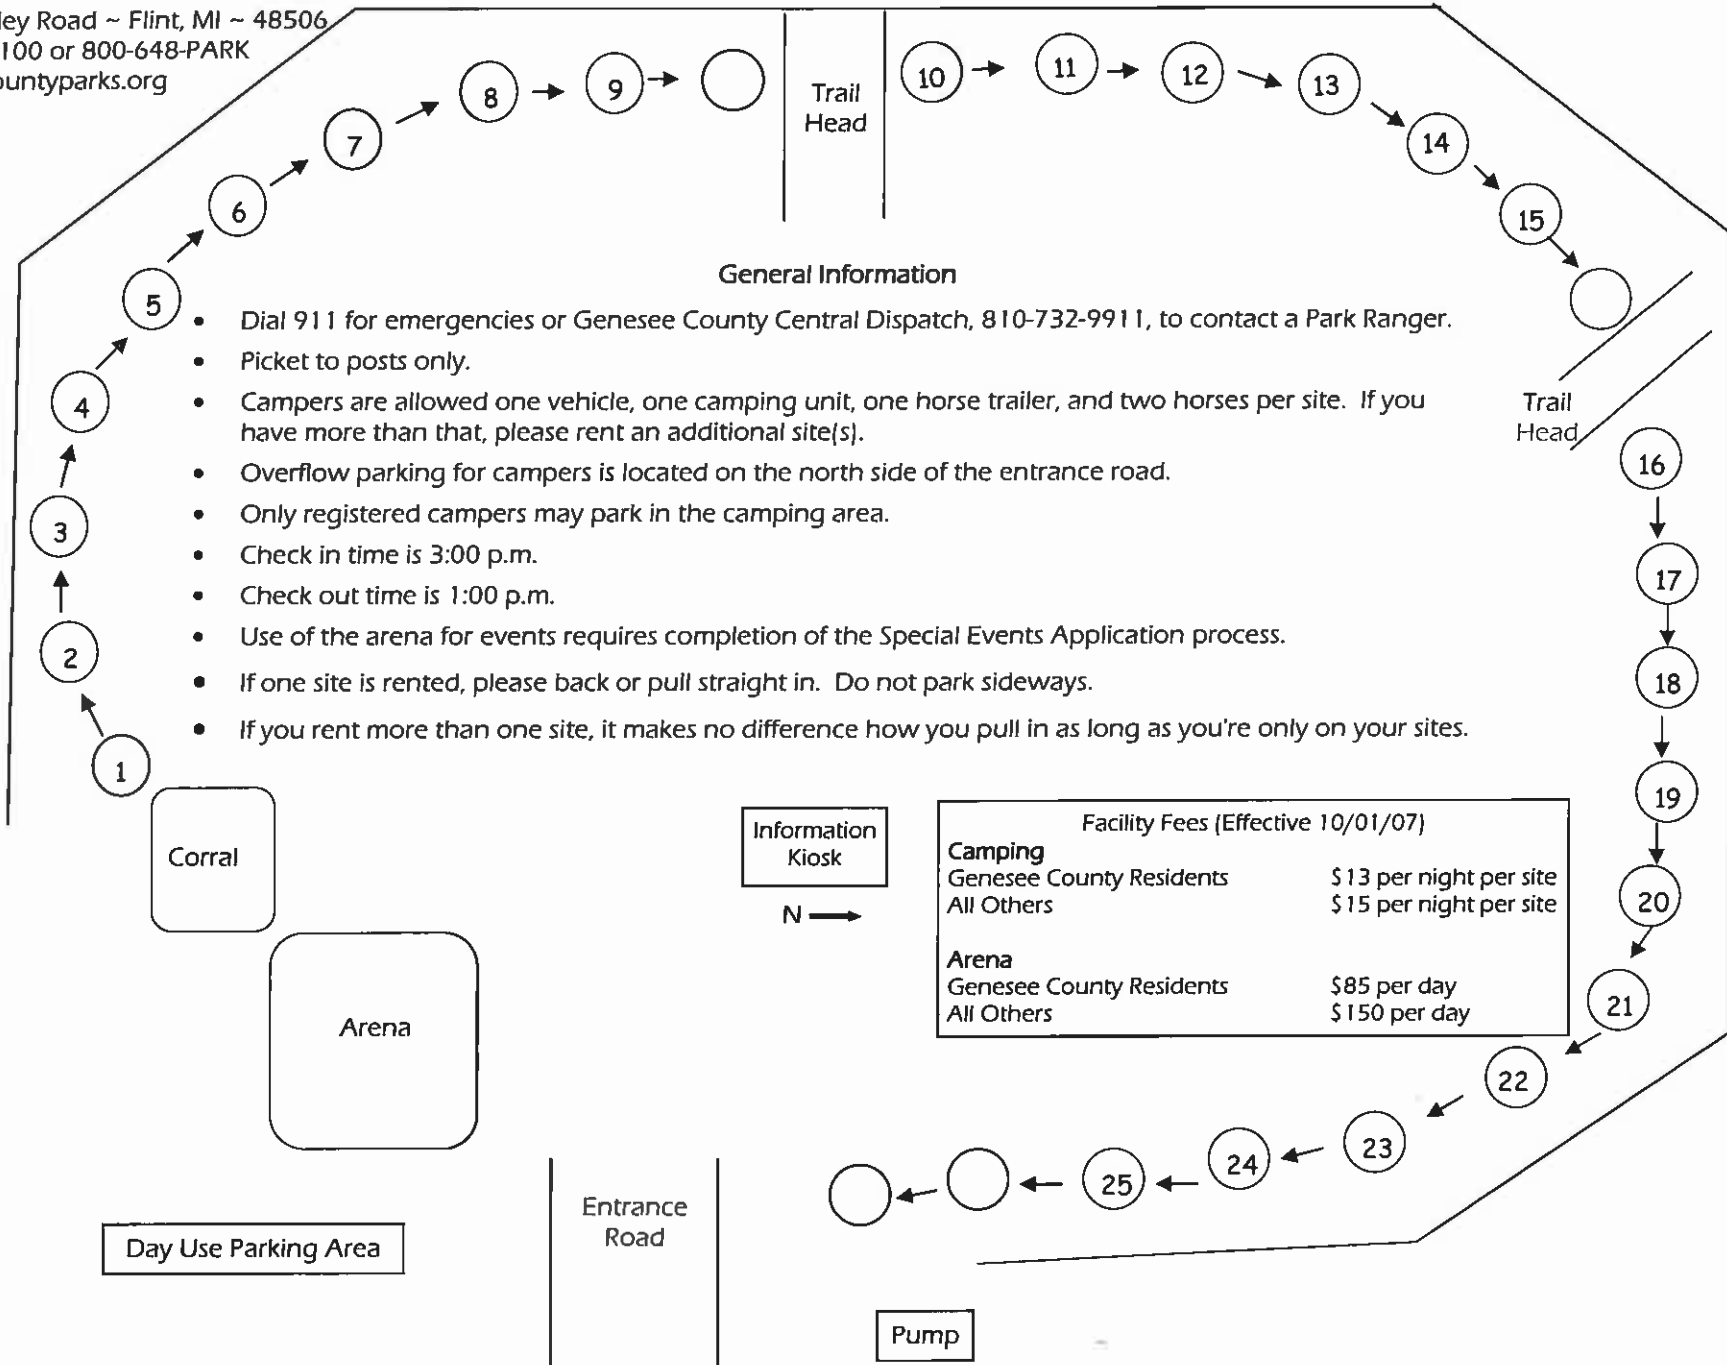 Road ~ Flint, MI ~ 48506
100 or 800-648-PARK
untyparks.org
8
9
Trail
Head
10
11
12
13
7
14
6
15
5
General Information
• Dial 911 for emergencies or Genesee County Central Dispatch, 810-732-9911, to contact a Park Ranger.
• Picket to posts only.
4
• Campers are allowed one vehicle, one camping unit, one horse trailer, and two horses per site. If you
have more than that, please rent an additional site(s).
Trail
Head
16
• Overflow parking for campers is located on the north side of the entrance road.
3
• Only registered campers may park in the camping area.
• Check in time is 3:00 p.m.
17
• Check out time is 1:00 p.m.
2
• Use of the arena for events requires completion of the Special Events Application process.
18
• If one site is rented, please back or pull straight in. Do not park sideways.
• If you rent more than one site, it makes no difference how you pull in as long as you're only on your sites.
1
19
Corral
Information
Kiosk
N
Facility Fees (Effective 10/01/07)
Camping
Genesee County Residents $13 per night per site
All Others $15 per night per site
Arena
Genesee County Residents $85 per day
All Others $150 per day
20
21
Arena
22
23
24
25
Entrance
Road
Day Use Parking Area
Pump